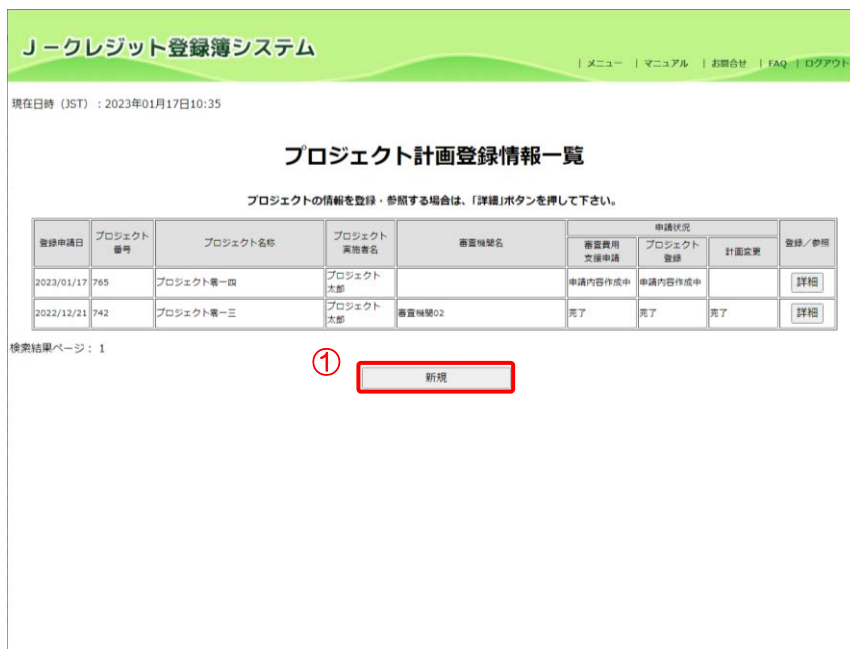 J－クレジット登録簿システム
| メニュー | マニュアル | お問合せ | FAQ | ログアウト
現在日時（JST）：2023年01月17日10:35
プロジェクト計画登録情報一覧
プロジェクトの情報を登録・参照する場合は、「詳細」ボタンを押して下さい。
登録申請日 プロジェクト番号 プロジェクト名称 プロジェクト実施者名 審査機関名 申請状況 登録／参照
審査費用支援申請 プロジェクト登録 計画変更
2023/01/17 765 プロジェクト零一四 プロジェクト太郎 申請内容作成中 申請内容作成中 詳細
2022/12/21 742 プロジェクト零一三 プロジェクト太郎 審査機関02 完了 完了 完了 詳細
検索結果ページ： 1
① 新規